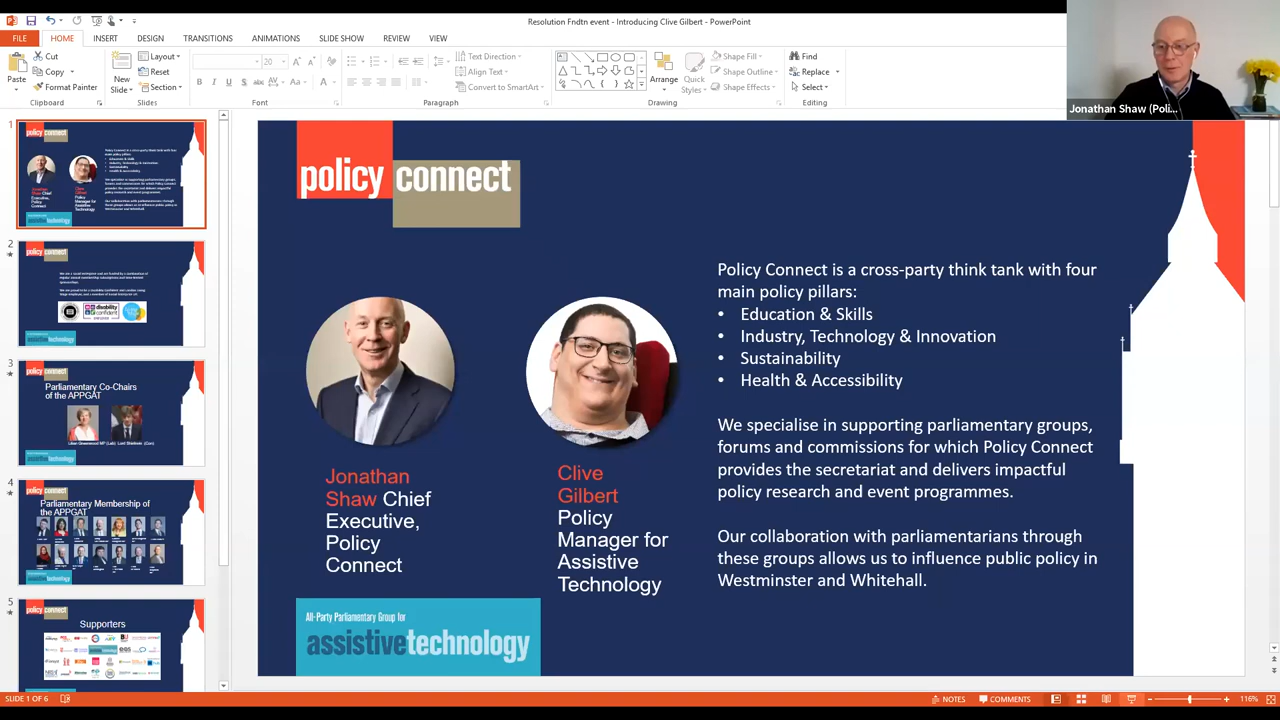 Resolution Fndtn event - Introducing Clive Gilbert - PowerPoint
FILE HOME INSERT DESIGN TRANSITIONS ANIMATIONS SLIDE SHOW REVIEW VIEW
Paste
Cut
Copy
Format Painter
Clipboard
New Slide
Layout
Reset
Section
Slides
20
Font
Paragraph
Text Direction
Align Text
Convert to SmartArt
Arrange
Quick Styles
Drawing
Shape Fill
Shape Outline
Shape Effects
Find
Replace
Select
Editing
Jonathan Shaw (Poli...
1
2
3
Parliamentary Co-Chairs
of the APPGAT
4
Parliamentary Membership of
the APPGAT
5
Supporters
policy connect
Jonathan
Shaw Chief
Executive,
Policy
Connect
Clive
Gilbert
Policy
Manager for
Assistive
Technology
All-Party Parliamentary Group for
assistivetechnology
Policy Connect is a cross-party think tank with four
main policy pillars:
• Education & Skills
• Industry, Technology & Innovation
• Sustainability
• Health & Accessibility
We specialise in supporting parliamentary groups,
forums and commissions for which Policy Connect
provides the secretariat and delivers impactful
policy research and event programmes.
Our collaboration with parliamentarians through
these groups allows us to influence public policy in
Westminster and Whitehall.
SLIDE 1 OF 6
NOTES
COMMENTS
116%